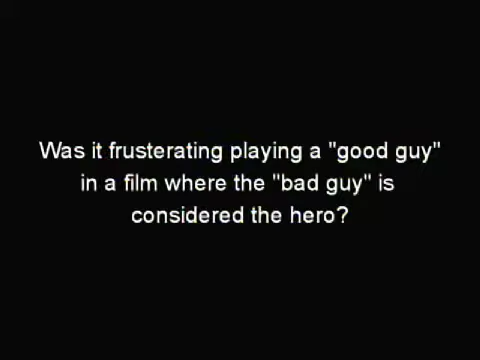 Was it frusterating playing a "good guy"
in a film where the "bad guy" is
considered the hero?